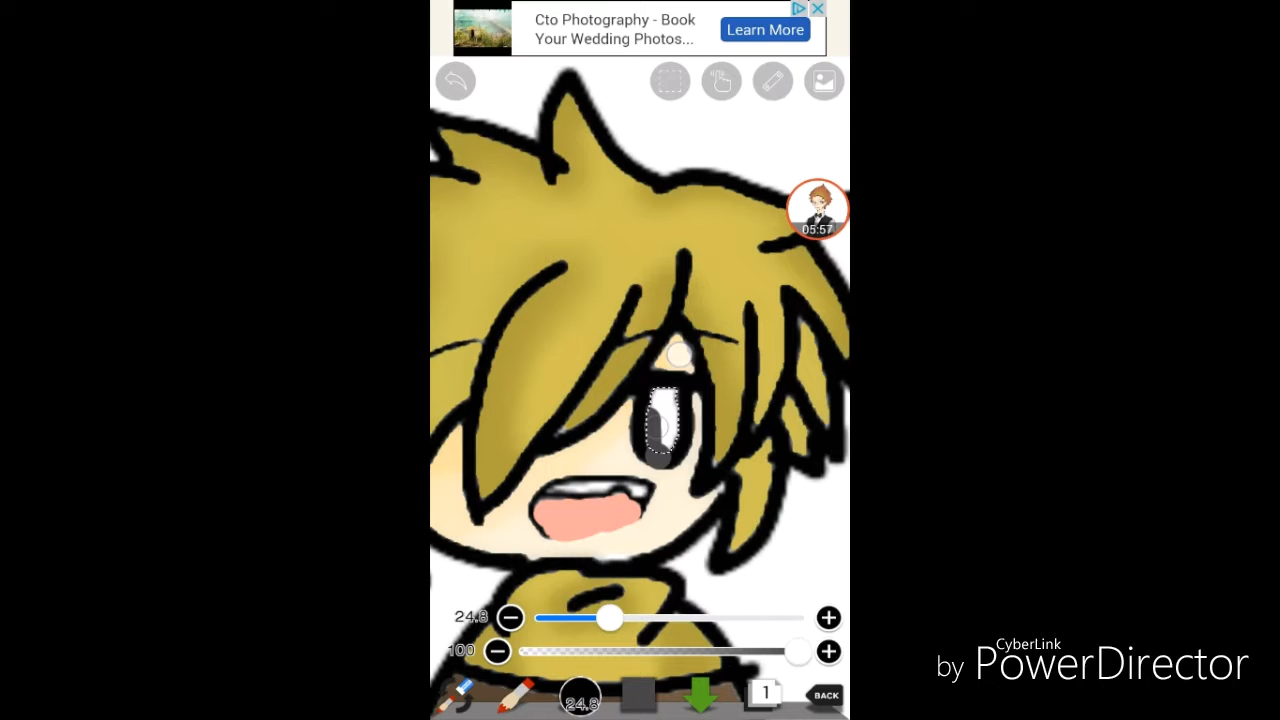 Cto Photography - Book
Your Wedding Photos...
Learn More
05:57
24.8
100
24.8
1
BACK
CyberLink
by PowerDirector